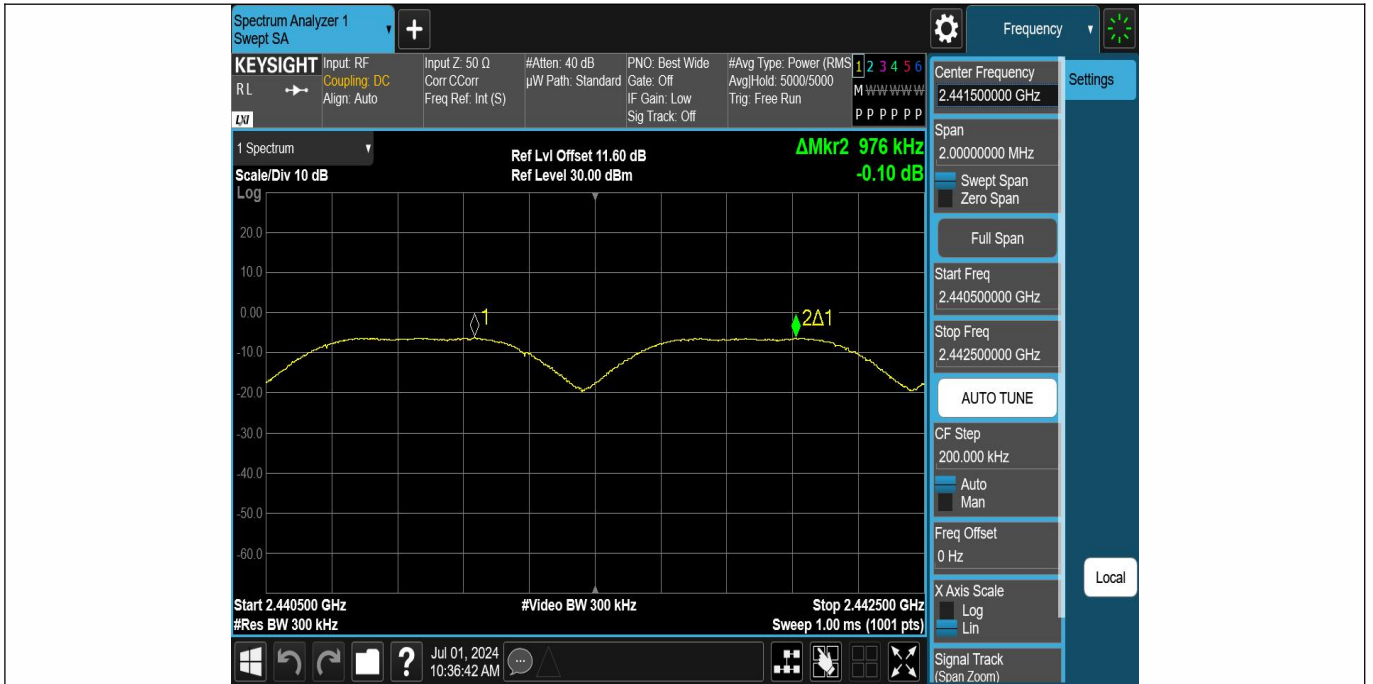 Spectrum Analyzer 1
Swept SA
+
Frequency
KEYSIGHT
R L
LXI
Input: RF
Coupling: DC
Align: Auto
Input Z: 50 Ω
Corr CCorr
Freq Ref: Int (S)
#Atten: 40 dB
µW Path: Standard
PNO: Best Wide
Gate: Off
IF Gain: Low
Sig Track: Off
#Avg Type: Power (RMS
Avg|Hold: 5000/5000
Trig: Free Run
1 2 3 4 5 6
M W W W W W
P P P P P P
1 Spectrum
Scale/Div 10 dB
Log
Ref Lvl Offset 11.60 dB
Ref Level 30.00 dBm
ΔMkr2 976 kHz
-0.10 dB
20.0
10.0
0.00
-10.0
-20.0
-30.0
-40.0
-50.0
-60.0
1
2Δ1
Start 2.440500 GHz
#Res BW 300 kHz
#Video BW 300 kHz
Stop 2.442500 GHz
Sweep 1.00 ms (1001 pts)
?
Jul 01, 2024
10:36:42 AM
Center Frequency
2.441500000 GHz
Settings
Span
2.00000000 MHz
Swept Span
Zero Span
Full Span
Start Freq
2.440500000 GHz
Stop Freq
2.442500000 GHz
AUTO TUNE
CF Step
200.000 kHz
Auto
Man
Freq Offset
0 Hz
X Axis Scale
Log
Lin
Local
Signal Track
(Span Zoom)